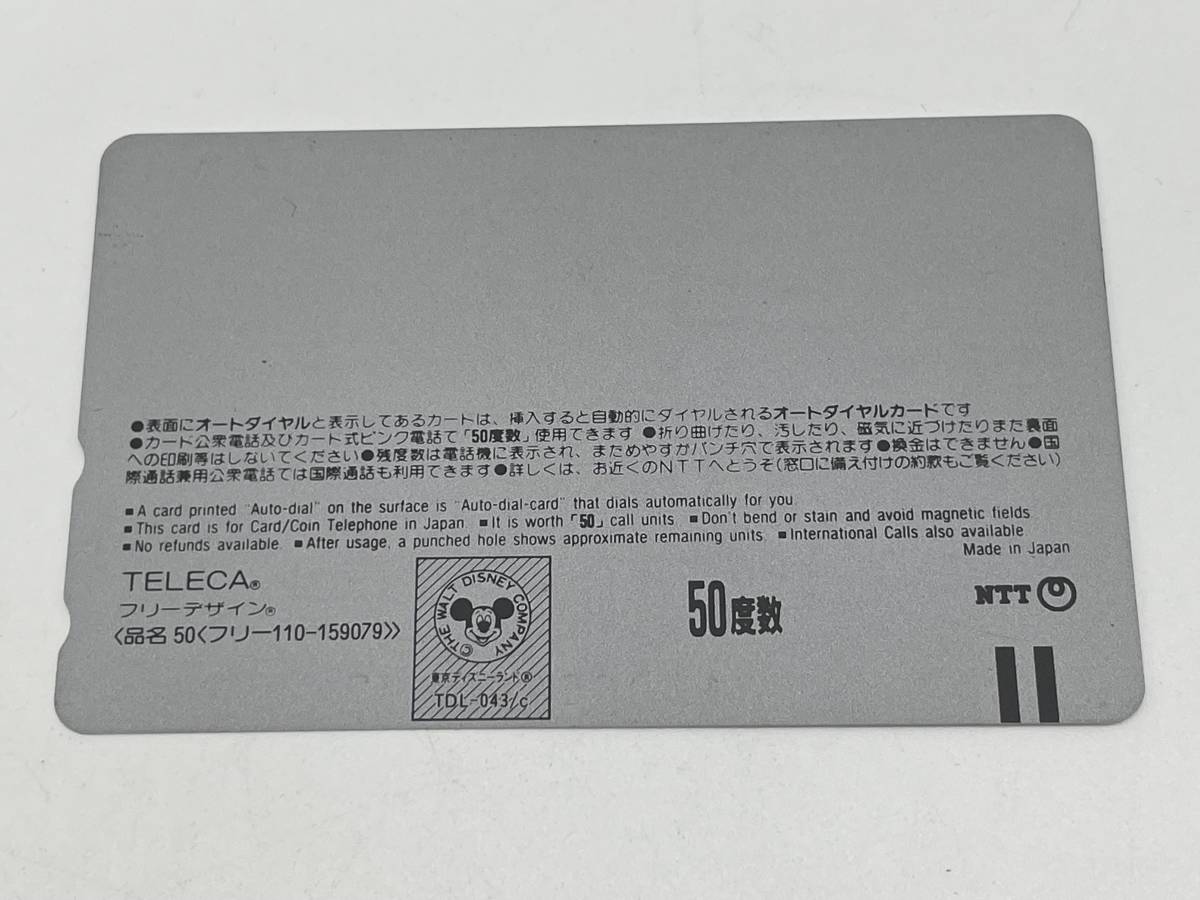 ●表面にオートダイヤルと表示してあるカードは、挿入すると自動的にダイヤルされるオートダイヤルカードです
●カード公衆電話及びカード式ピンク電話で「50度数」使用できます ●折り曲げたり、汚したり、磁気に近づけたりまた裏面
への印刷等はしないでください●残度数は電話機に表示され、まためやすがパンチ穴で表示されます●換金はできません●国
際通話兼用公衆電話では国際通話も利用できます●詳しくは、お近くのNTTへどうぞ(窓口に備え付けの約款もご覧ください)
■A card printed "Auto-dial" on the surface is "Auto-dial-card" that dials automatically for you.
■This card is for Card/Coin Telephone in Japan. ■It is worth「50」call units. ■Don't bend or stain and avoid magnetic fields.
■No refunds available. ■After usage, a punched hole shows approximate remaining units. ■International Calls also available.
Made in Japan
TELECA®
フリーデザイン®
〈品名 50〈フリー110-159079〉〉
©THE WALT DISNEY COMPANY
東京ディズニーランド®
TDL-043/c
50度数
NTT